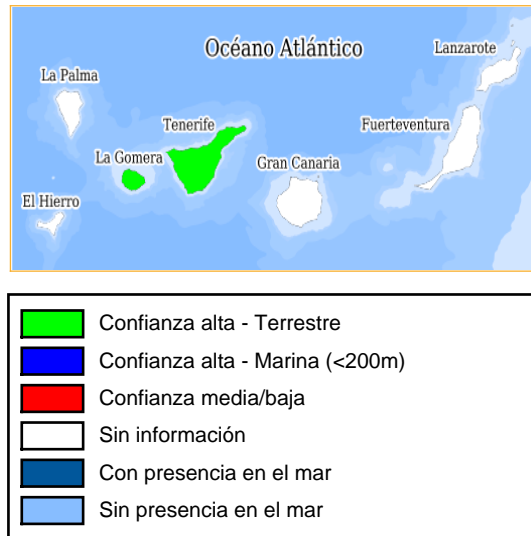 Océano Atlántico
Lanzarote
La Palma
Tenerife
Fuerteventura
La Gomera
Gran Canaria
El Hierro
Confianza alta - Terrestre
Confianza alta - Marina (<200m)
Confianza media/baja
Sin información
Con presencia en el mar
Sin presencia en el mar